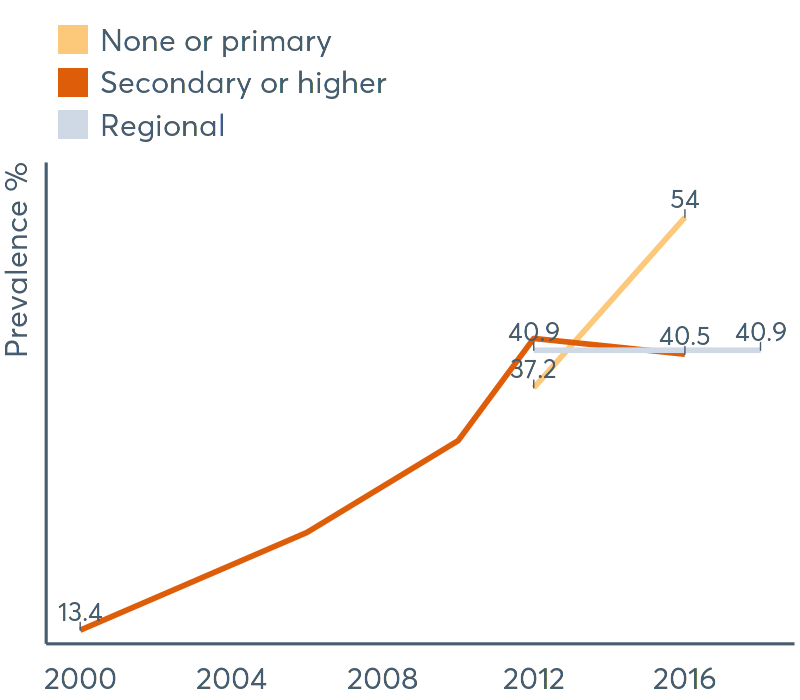 None or primary
Secondary or higher
Regional
Prevalence %
54
40.9
40.5
40.9
37.2
13.4
2000
2004
2008
2012
2016